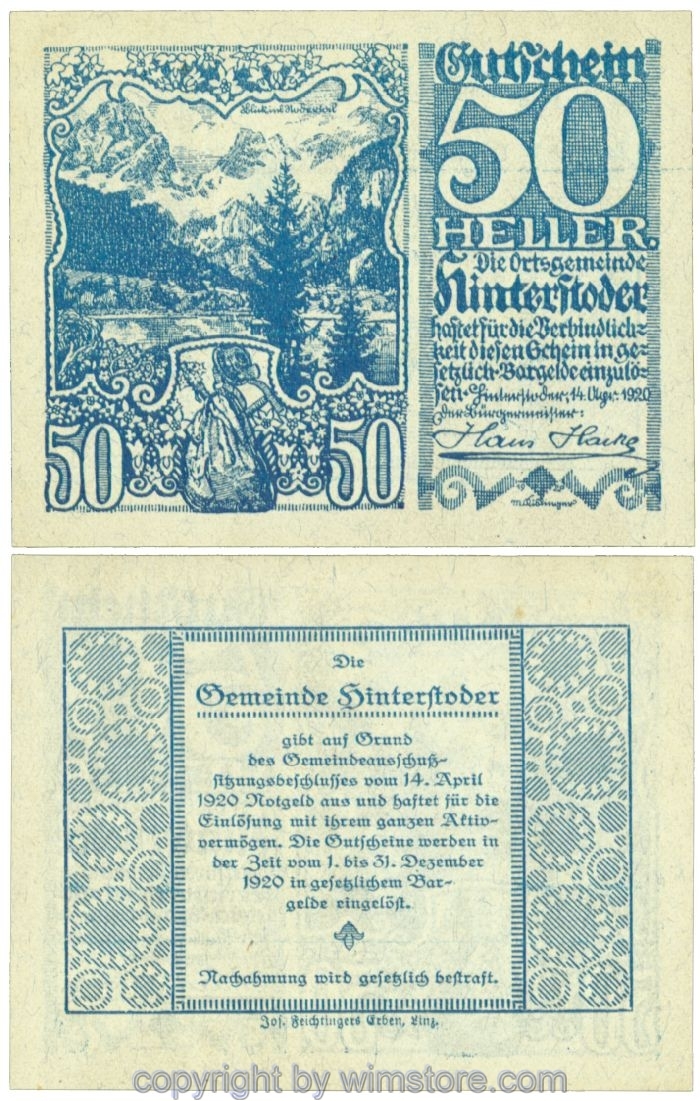 Blick ins Stodertal
Gutschein
50
HELLER.
Die Ortsgemeinde
Hinterstoder
haftet für die Verbindlich=
keit diesen Schein in ge=
setzlich. Bargelde einzulö=
sen. Hinterstoder, 14. Apr. 1920
der Bürgermeister:
50 50
Die
Gemeinde Hinterstoder
gibt auf Grund
des Gemeindeausschuß-
sitzungsbeschlusses vom 14. April
1920 Notgeld aus und haftet für die
Einlösung mit ihrem ganzen Aktiv-
vermögen. Die Gutscheine werden in
der Zeit vom 1. bis 31. Dezember
1920 in gesetzlichem Bar-
gelde eingelöst.
Nachahmung wird gesetzlich bestraft.
Jos. Feichtingers Erben, Linz.
copyright by wimstore.com